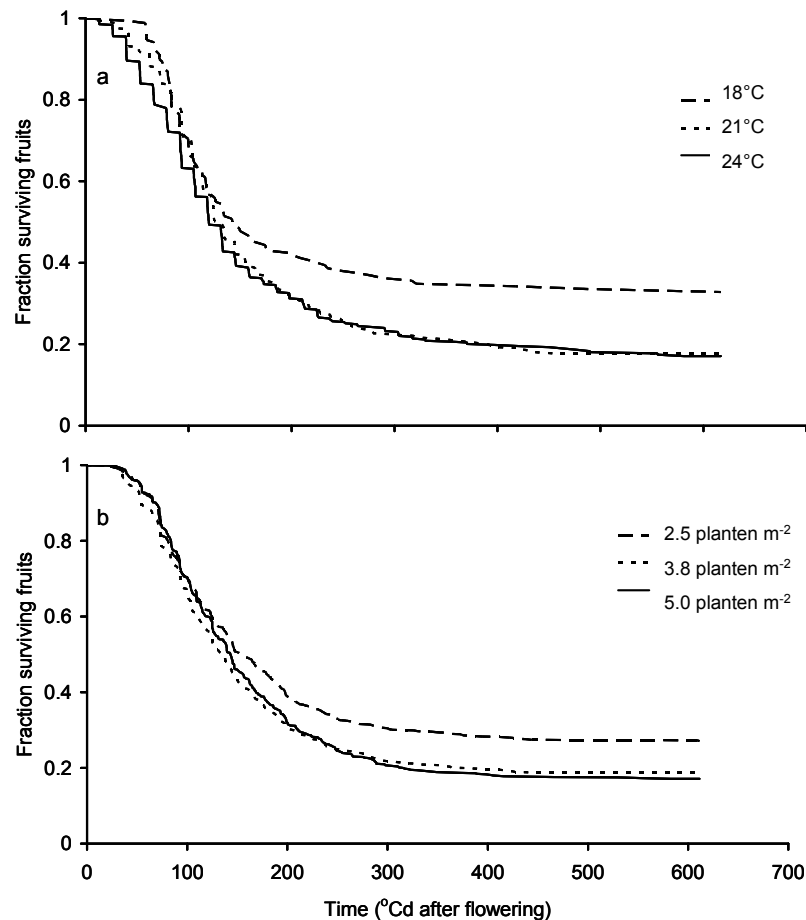 1
a
18°C
0.8
21°C
24°C
0.6
Fraction surviving fruits
0.4
0.2
0
1
b
2.5 planten m-2
0.8
3.8 planten m-2
5.0 planten m-2
0.6
Fraction surviving fruits
0.4
0.2
0
0 100 200 300 400 500 600 700
Time (°Cd after flowering)